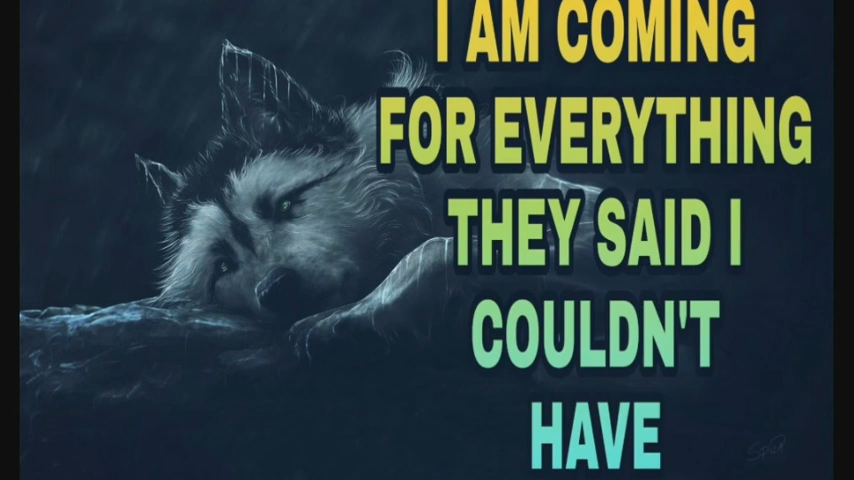 I AM COMING
FOR EVERYTHING
THEY SAID I
COULDN'T
HAVE